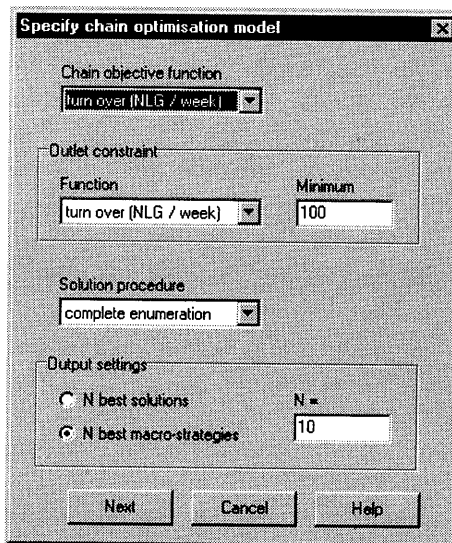 Specify chain optimisation model
Chain objective function
turn over (NLG / week)
Outlet constraint
Function Minimum
turn over (NLG / week) 100
Solution procedure
complete enumeration
Output settings
N best solutions N =
N best macro-strategies 10
Next Cancel Help